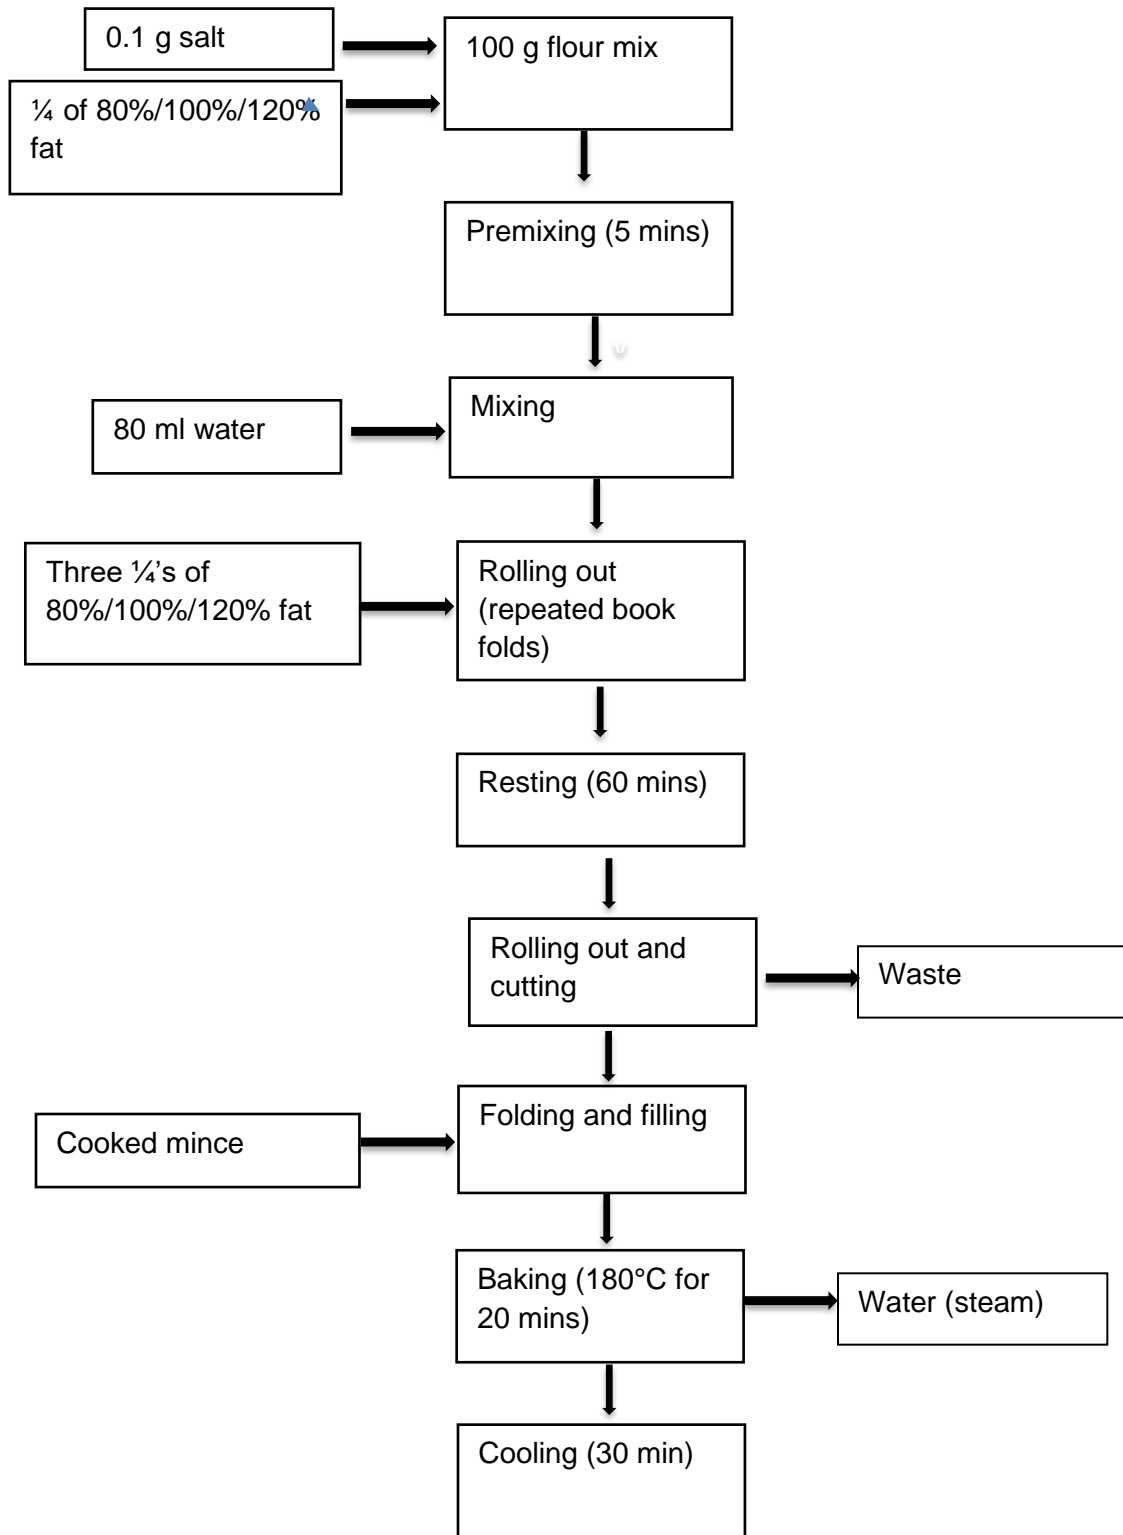 0.1 g salt
100 g flour mix
¼ of 80%/100%/120%
fat
Premixing (5 mins)
v
Mixing
80 ml water
Three ¼’s of
80%/100%/120% fat
Rolling out
(repeated book
folds)
Resting (60 mins)
Rolling out and
cutting
Waste
Folding and filling
Cooked mince
Baking (180°C for
20 mins)
Water (steam)
Cooling (30 min)